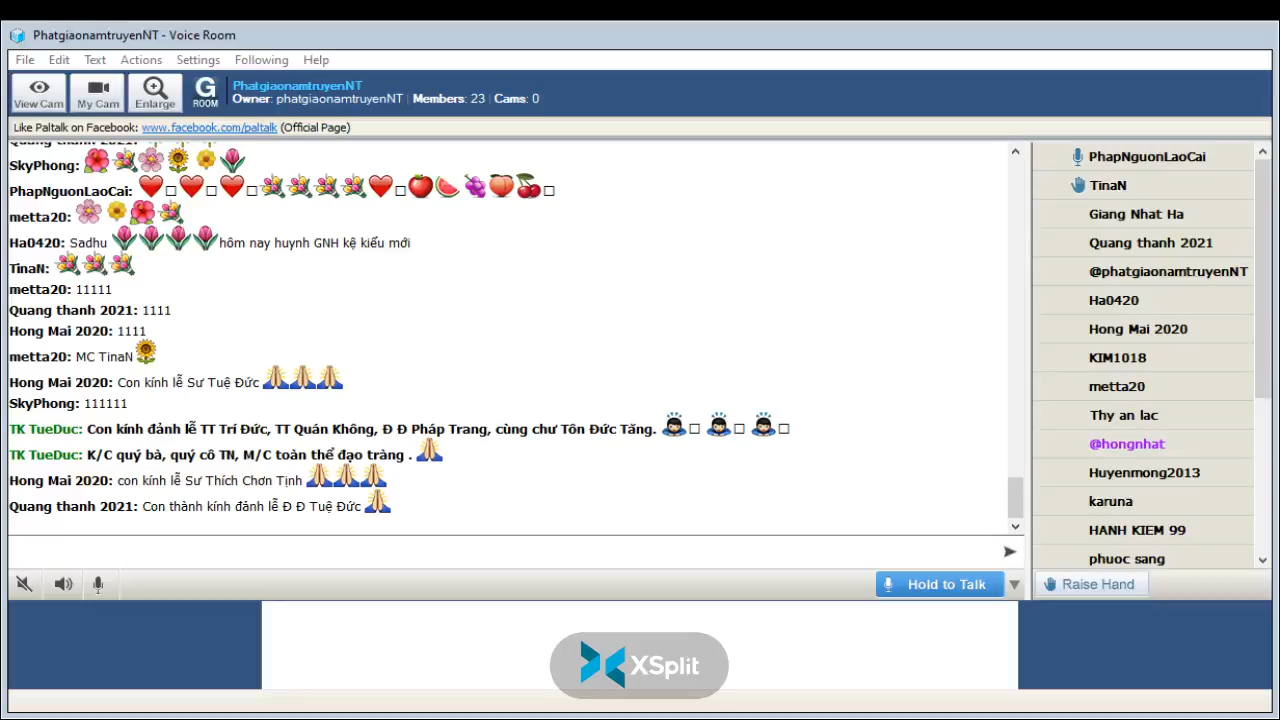 PhatgiaonamtruyenNT - Voice Room
File Edit Text Actions Settings Following Help
View Cam My Cam Enlarge G ROOM
PhatgiaonamtruyenNT
Owner: phatgiaonamtruyenNT | Members: 23 | Cams: 0
Like Paltalk on Facebook: www.facebook.com/paltalk (Official Page)
Quang thanh 2021:
SkyPhong:
PhapNguonLaoCai:
metta20:
Ha0420: Sadhu hôm nay huynh GNH kệ kiểu mới
TinaN:
metta20: 11111
Quang thanh 2021: 1111
Hong Mai 2020: 1111
metta20: MC TinaN
Hong Mai 2020: Con kính lễ Sư Tuệ Đức
SkyPhong: 111111
TK TueDuc: Con kính đảnh lễ TT Trí Đức, TT Quán Không, Đ Đ Pháp Trang, cùng chư Tôn Đức Tăng.
TK TueDuc: K/C quý bà, quý cô TN, M/C toàn thể đạo tràng .
Hong Mai 2020: con kính lễ Sư Thích Chơn Tịnh
Quang thanh 2021: Con thành kính đảnh lễ Đ Đ Tuệ Đức
PhapNguonLaoCai
TinaN
Giang Nhat Ha
Quang thanh 2021
@phatgiaonamtruyenNT
Ha0420
Hong Mai 2020
KIM1018
metta20
Thy an lac
@hongnhat
Huyenmong2013
karuna
HANH KIEM 99
phuoc sang
Hold to Talk
Raise Hand
XSplit